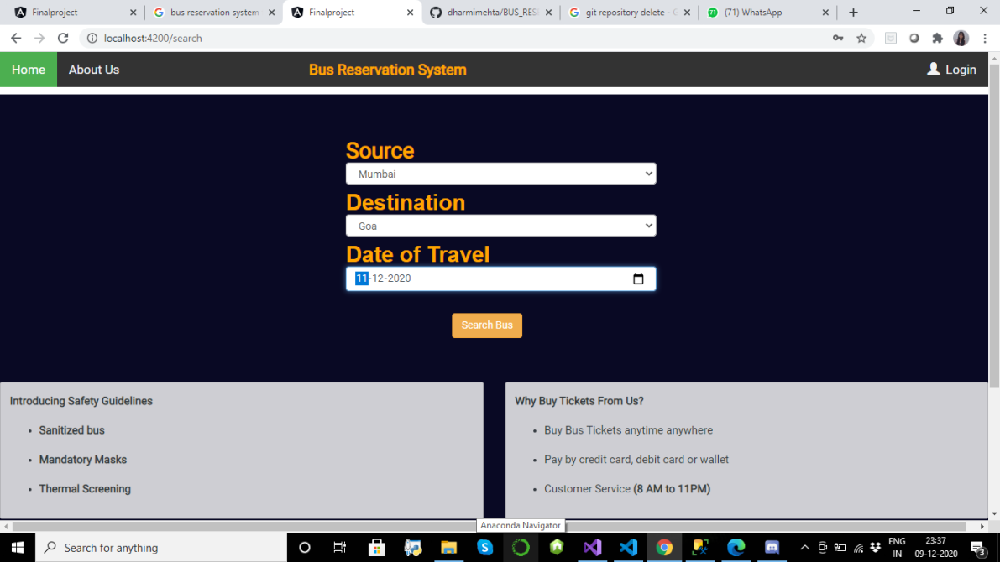 Finalproject
bus reservation system
Finalproject
dharmimehta/BUS_RES
git repository delete -
(71) WhatsApp
localhost:4200/search
Home
About Us
Bus Reservation System
Login
Source
Mumbai
Destination
Goa
Date of Travel
11-12-2020
Search Bus
Introducing Safety Guidelines
Sanitized bus
Mandatory Masks
Thermal Screening
Why Buy Tickets From Us?
Buy Bus Tickets anytime anywhere
Pay by credit card, debit card or wallet
Customer Service (8 AM to 11PM)
Anaconda Navigator
Search for anything
ENG
IN
23:37
09-12-2020
3